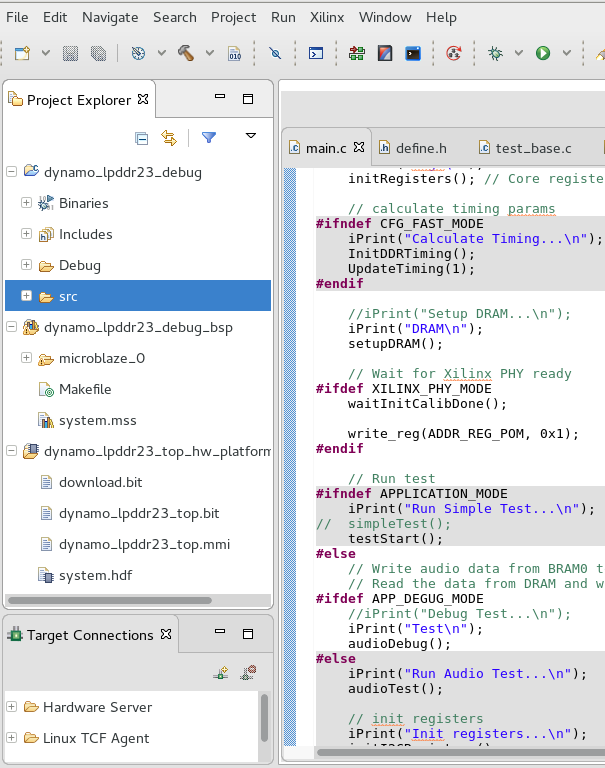 File Edit Navigate Search Project Run Xilinx Window Help
Project Explorer
dynamo_lpddr23_debug
Binaries
Includes
Debug
src
dynamo_lpddr23_debug_bsp
microblaze_0
Makefile
system.mss
dynamo_lpddr23_top_hw_platform
download.bit
dynamo_lpddr23_top.bit
dynamo_lpddr23_top.mmi
system.hdf
Target Connections
Hardware Server
Linux TCF Agent
main.c define.h test_base.c
initRegisters(); // Core registe
// calculate timing params
#ifndef CFG_FAST_MODE
iPrint("Calculate Timing...\n");
InitDDRTiming();
UpdateTiming(1);
#endif
//iPrint("Setup DRAM...\n");
iPrint("DRAM\n");
setupDRAM();
// Wait for Xilinx PHY ready
#ifdef XILINX_PHY_MODE
waitInitCalibDone();
write_reg(ADDR_REG_POM, 0x1);
#endif
// Run test
#ifndef APPLICATION_MODE
iPrint("Run Simple Test...\n");
// simpleTest();
testStart();
#else
// Write audio data from BRAM0 t
// Read the data from DRAM and w
#ifdef APP_DEGUG_MODE
//iPrint("Debug Test...\n");
iPrint("Test\n");
audioDebug();
#else
iPrint("Run Audio Test...\n");
audioTest();
// init registers
iPrint("Init registers...\n");